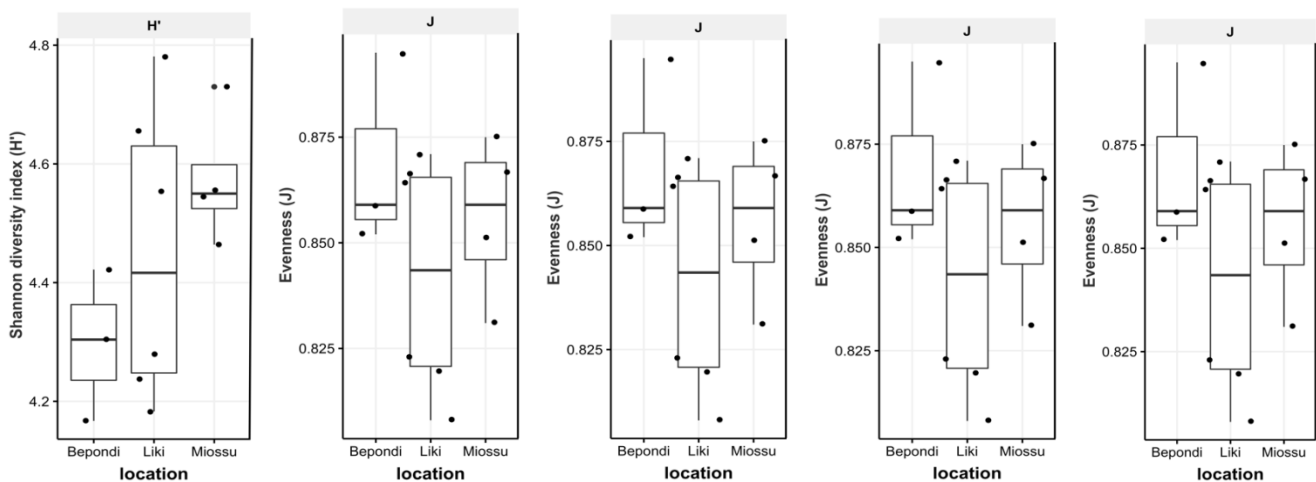 H'
Shannon diversity index (H')
4.8
4.6
4.4
4.2
Bepondi Liki Miossu
location
J
Evenness (J)
0.875
0.850
0.825
Bepondi Liki Miossu
location
J
Evenness (J)
0.875
0.850
0.825
Bepondi Liki Miossu
location
J
Evenness (J)
0.875
0.850
0.825
Bepondi Liki Miossu
location
J
Evenness (J)
0.875
0.850
0.825
Bepondi Liki Miossu
location